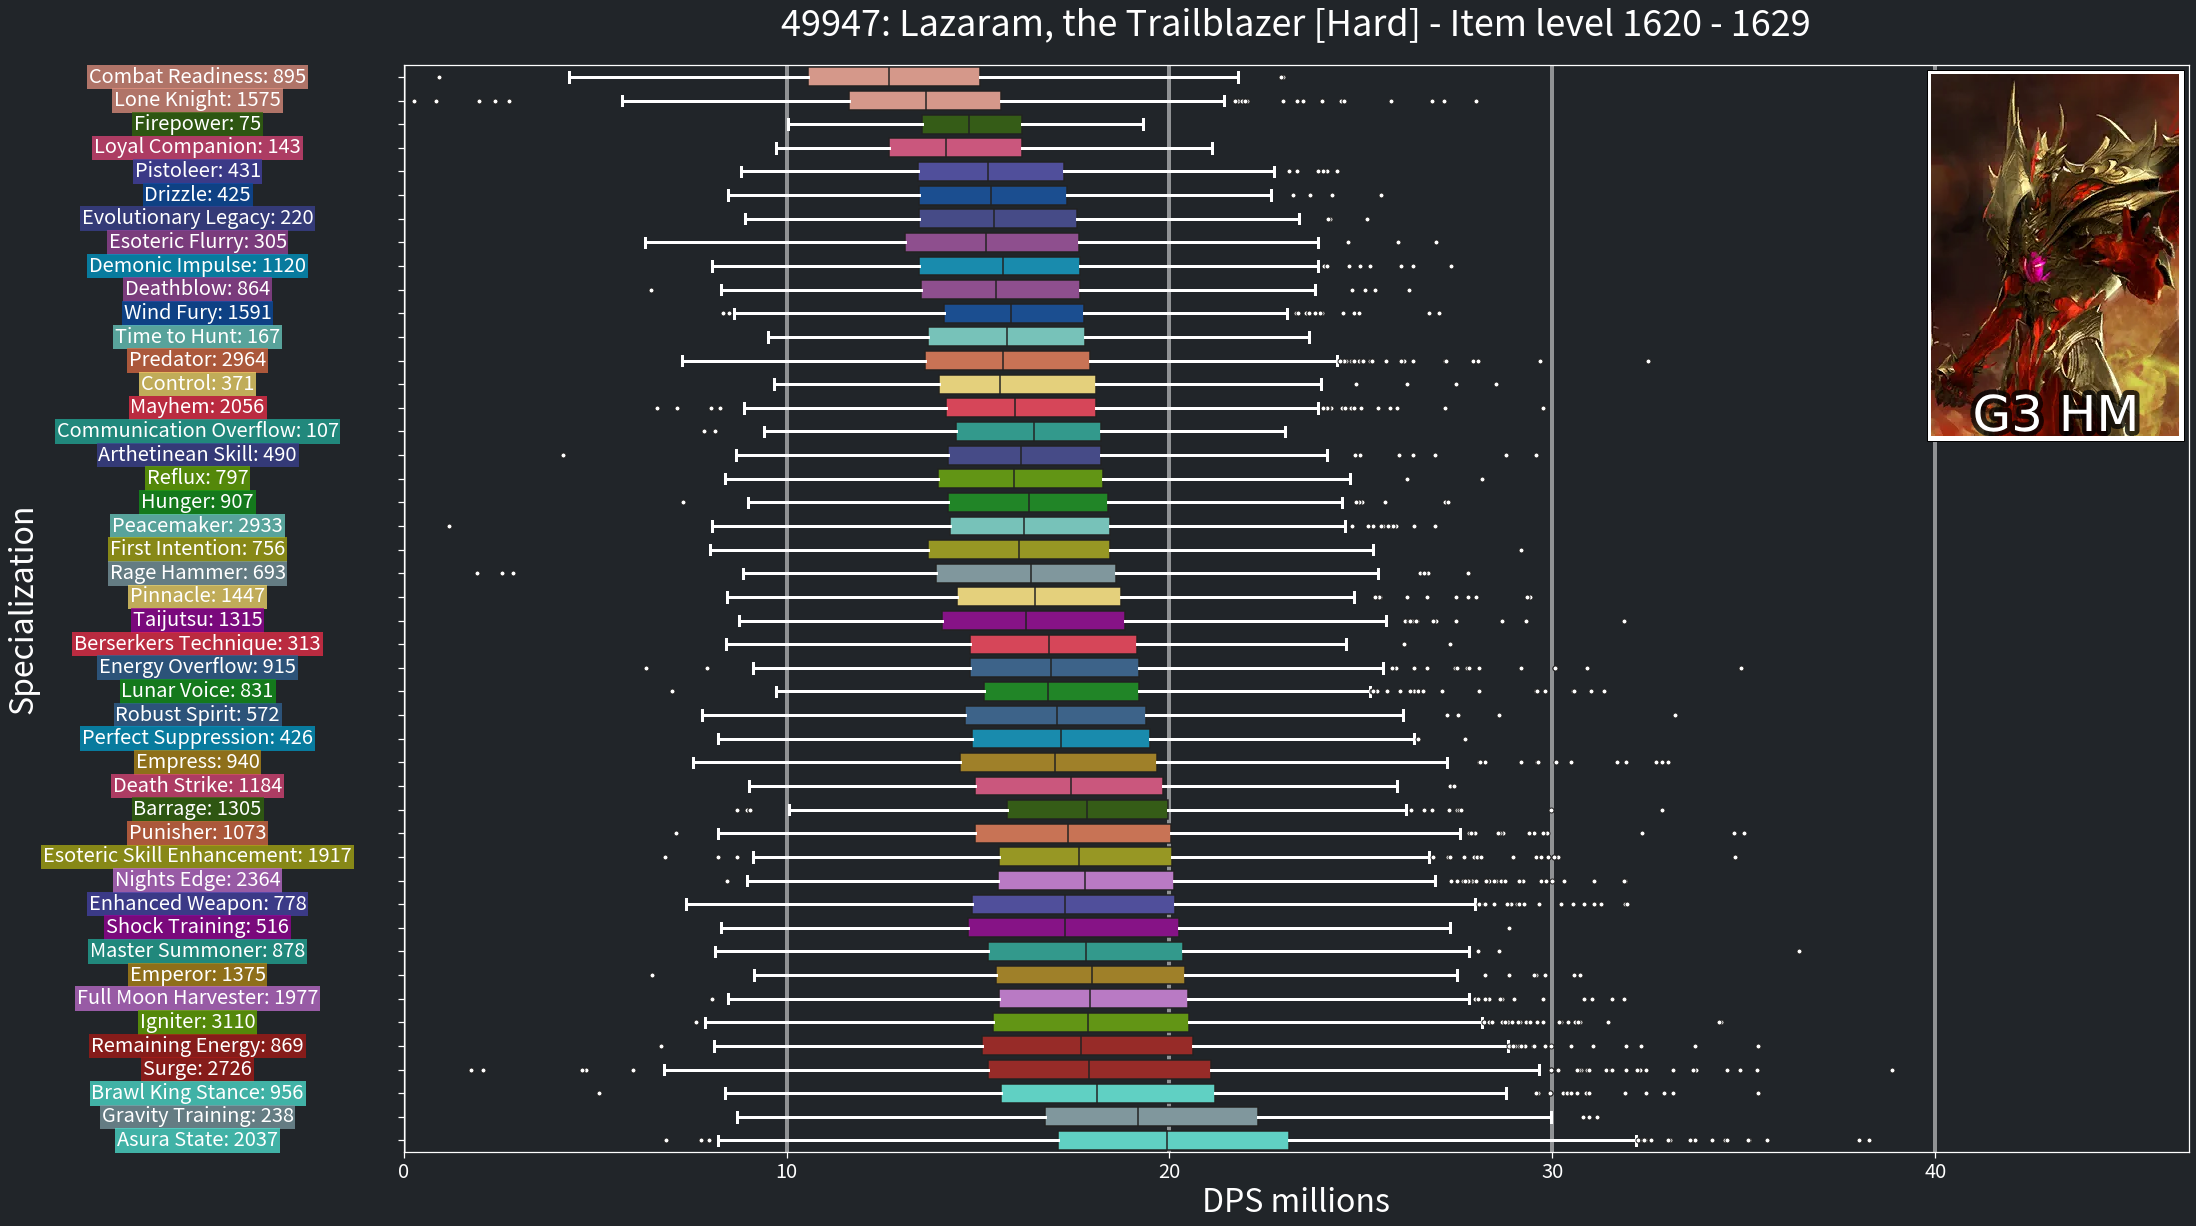 49947: Lazaram, the Trailblazer [Hard] - Item level 1620 - 1629
Combat Readiness: 895
Lone Knight: 1575
Firepower: 75
Loyal Companion: 143
Pistoleer: 431
Drizzle: 425
Evolutionary Legacy: 220
Esoteric Flurry: 305
Demonic Impulse: 1120
Deathblow: 864
Wind Fury: 1591
Time to Hunt: 167
Predator: 2964
Control: 371
Mayhem: 2056
Communication Overflow: 107
Arthetinean Skill: 490
Reflux: 797
Hunger: 907
Peacemaker: 2933
First Intention: 756
Rage Hammer: 693
Pinnacle: 1447
Taijutsu: 1315
Berserkers Technique: 313
Energy Overflow: 915
Lunar Voice: 831
Robust Spirit: 572
Perfect Suppression: 426
Empress: 940
Death Strike: 1184
Barrage: 1305
Punisher: 1073
Esoteric Skill Enhancement: 1917
Nights Edge: 2364
Enhanced Weapon: 778
Shock Training: 516
Master Summoner: 878
Emperor: 1375
Full Moon Harvester: 1977
Igniter: 3110
Remaining Energy: 869
Surge: 2726
Brawl King Stance: 956
Gravity Training: 238
Asura State: 2037
Specialization
G3 HM
0 10 20 30 40
DPS millions